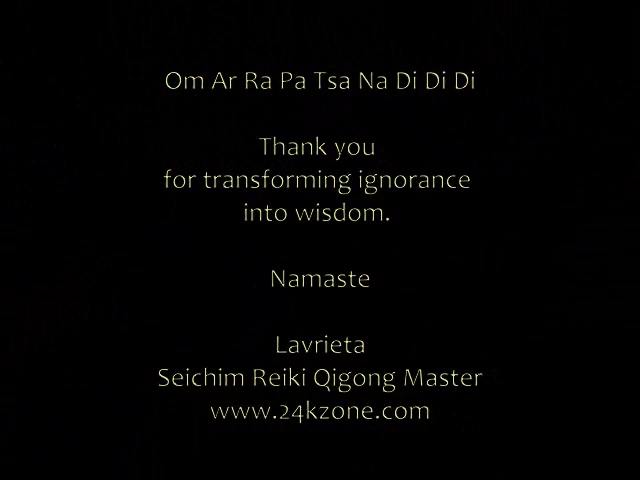 Om Ar Ra Pa Tsa Na Di Di Di
Thank you
for transforming ignorance
into wisdom.
Namaste
Lavrieta
Seichim Reiki Qigong Master
www.24kzone.com